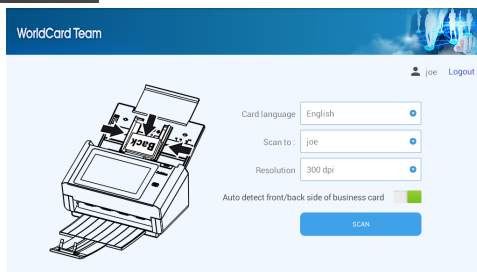 WorldCard Team
joe Logout
Back
Card language English
Scan to : joe
Resolution 300 dpi
Auto detect front/back side of business card
SCAN